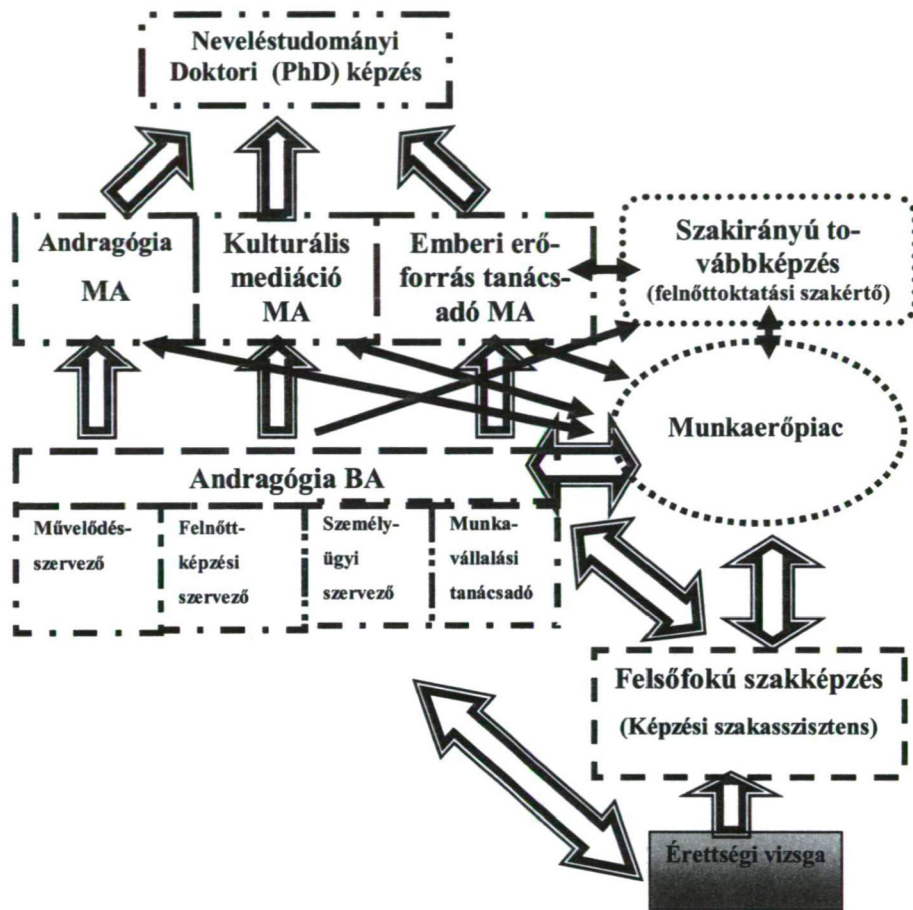 Neveléstudományi
Doktori (PhD) képzés
Andragógia
MA
Kulturális
mediáció
MA
Emberi erő-
forrás tanács-
adó MA
Szakirányú to-
vábbképzés
(felnőttoktatási szakértő)
Munkaerőpiac
Andragógia BA
Művelődés-
szervező
Felnőtt-
képzési
szervező
Személy-
ügyi
szervező
Munka-
vállalási
tanácsadó
Felsőfokú szakképzés
(Képzési szakasszisztens)
Érettségi vizsga